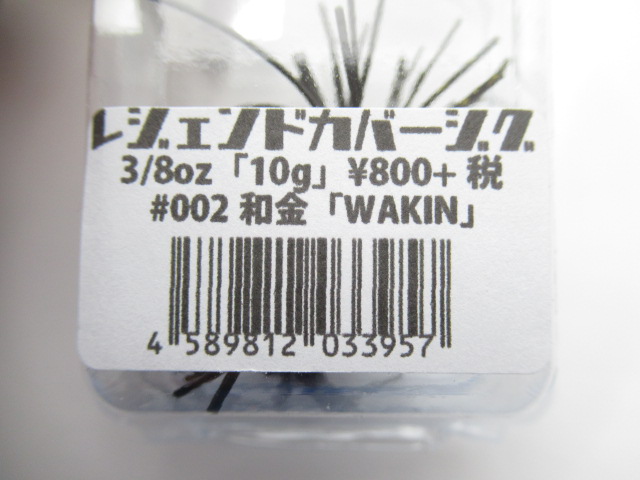 レジェンドカバージグ
3/8oz「10g」¥800+ 税
#002 和金「WAKIN」
4 589812 033957